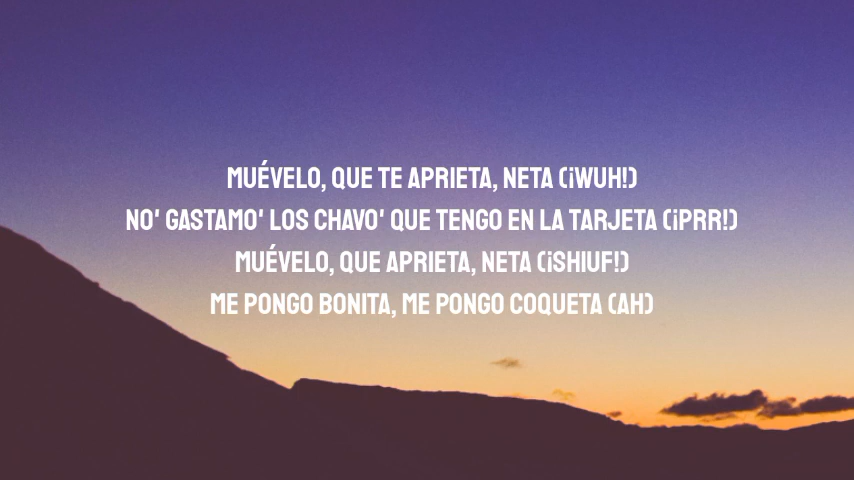 MUÉVELO, QUE TE APRIETA, NETA (¡WUH!)
NO' GASTAMO' LOS CHAVO' QUE TENGO EN LA TARJETA (¡PRR!)
MUÉVELO, QUE APRIETA, NETA (¡SHIUF!)
ME PONGO BONITA, ME PONGO COQUETA (AH)